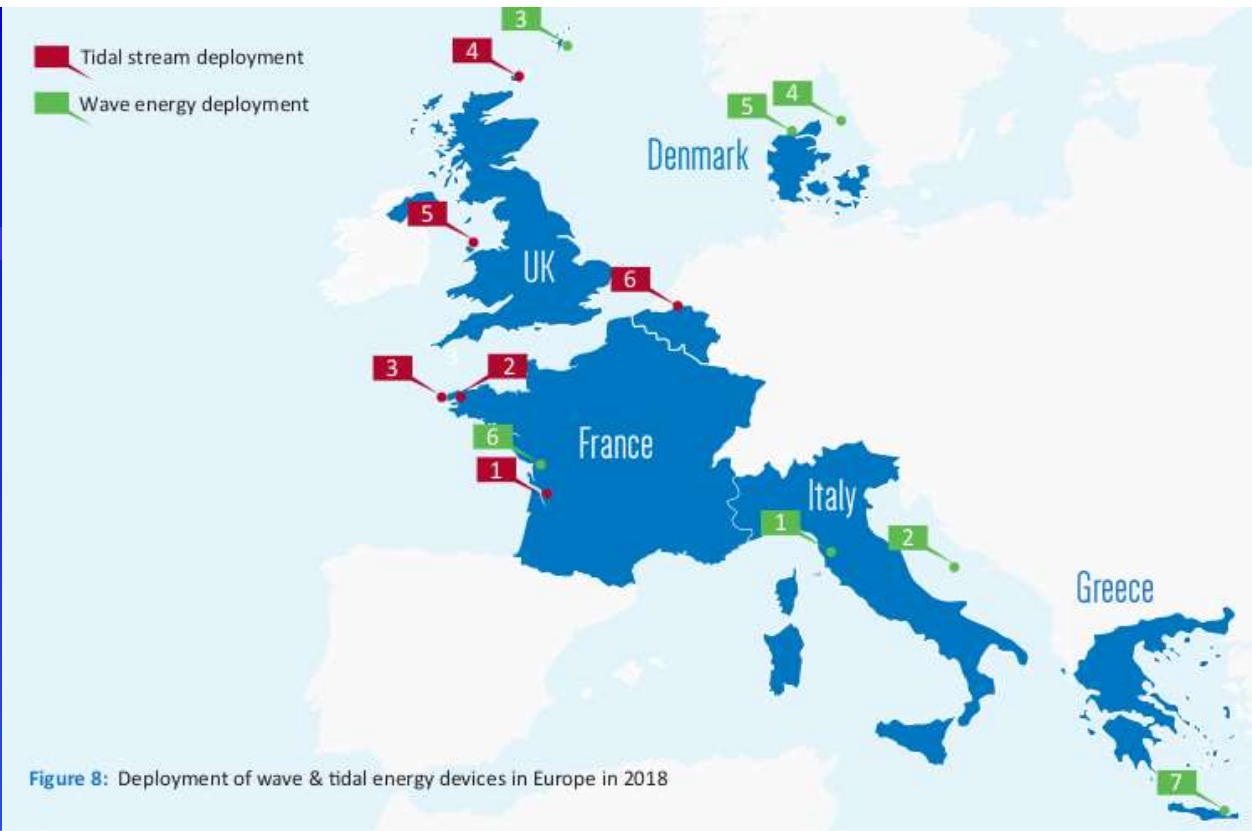 3
4
Tidal stream deployment
Wave energy deployment
4
5
Denmark
5
UK
6
3
2
6
France
1
Italy
1
2
Greece
7
Figure 8: Deployment of wave & tidal energy devices in Europe in 2018